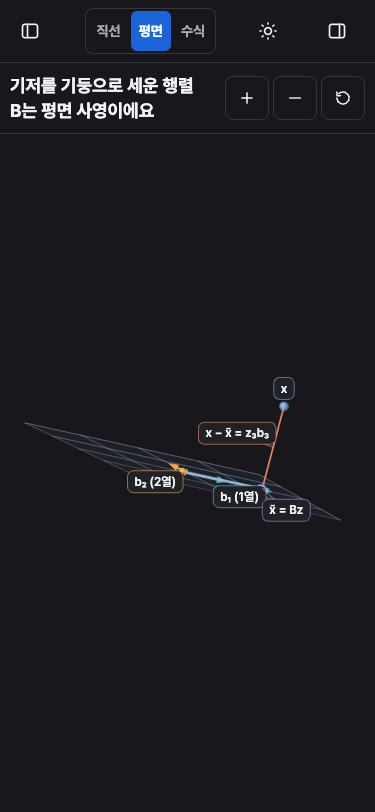 직선 평면 수식
기저를 기둥으로 세운 행렬
B는 평면 사영이에요
x
x − x̃ = z₃b₃
b₂ (2열)
b₁ (1열)
x̃ = Bz